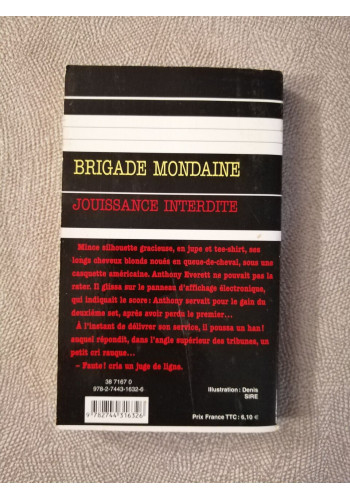 BRIGADE MONDAINE
JOUISSANCE INTERDITE
Mince silhouette gracieuse, en jupe et tee-shirt, ses
longs cheveux blonds noués en queue-de-cheval, sous une
casquette américaine. Anthony Everett ne pouvait pas la
rater. Il glissa sur le panneau d'affichage électronique,
qui indiquait le score : Anthony servait pour le gain du
deuxième set, après avoir perdu le premier...
À l'instant de délivrer son service, il poussa un han !
auquel répondit, dans l'angle supérieur des tribunes, un
petit cri rauque...
– Faute ! cria un juge de ligne.
38 7167 0
978-2-7443-1632-6
9 782744 316326
Illustration : Denis
SIRE
Prix France TTC : 6,10 €